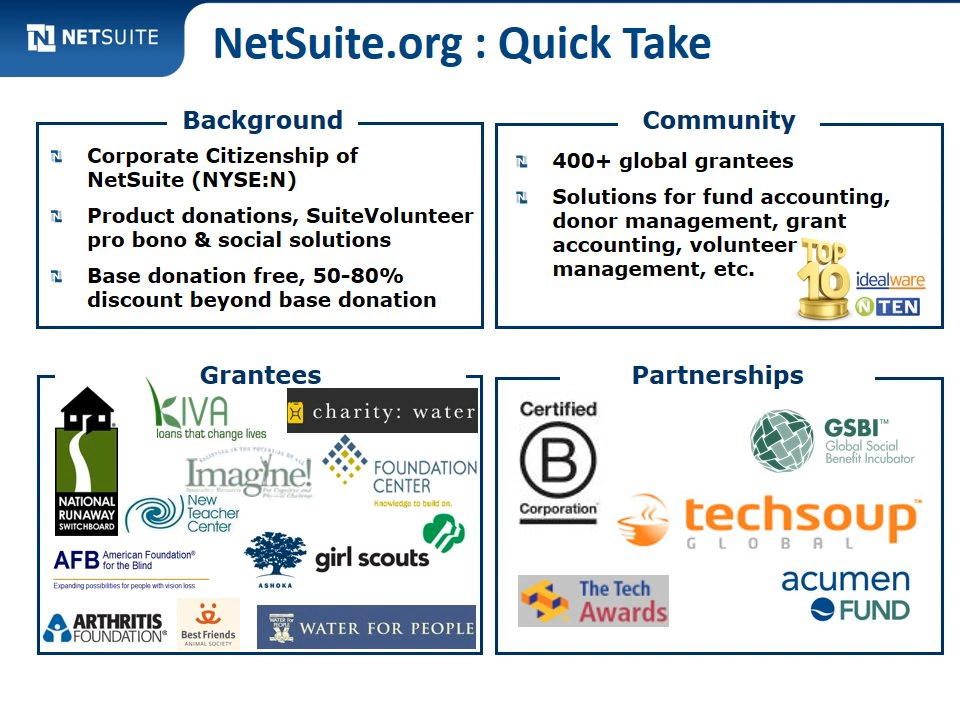 NETSUITE
NetSuite.org : Quick Take
Background
Corporate Citizenship of
NetSuite (NYSE:N)
Product donations, SuiteVolunteer
pro bono & social solutions
Base donation free, 50-80%
discount beyond base donation
Community
400+ global grantees
Solutions for fund accounting,
donor management, grant
accounting, volunteer
management, etc.
TOP
10
idealware
NTEN
Grantees
NATIONAL
RUNAWAY
SWITCHBOARD
KIVA
loans that change lives
charity: water
Imagine!
FOUNDATION
CENTER
Knowledge to build on.
New
Teacher
Center
AFB American Foundation®
for the Blind
Expanding possibilities for people with vision loss
ASHOKA
girl scouts
ARTHRITIS
FOUNDATION®
Best Friends
ANIMAL SOCIETY
WATER FOR
PEOPLE
WATER FOR PEOPLE
Partnerships
Certified
B
Corporation
GSBI™
Global Social
Benefit Incubator
techsoup™
GLOBAL
The Tech
Awards
acumen
FUND